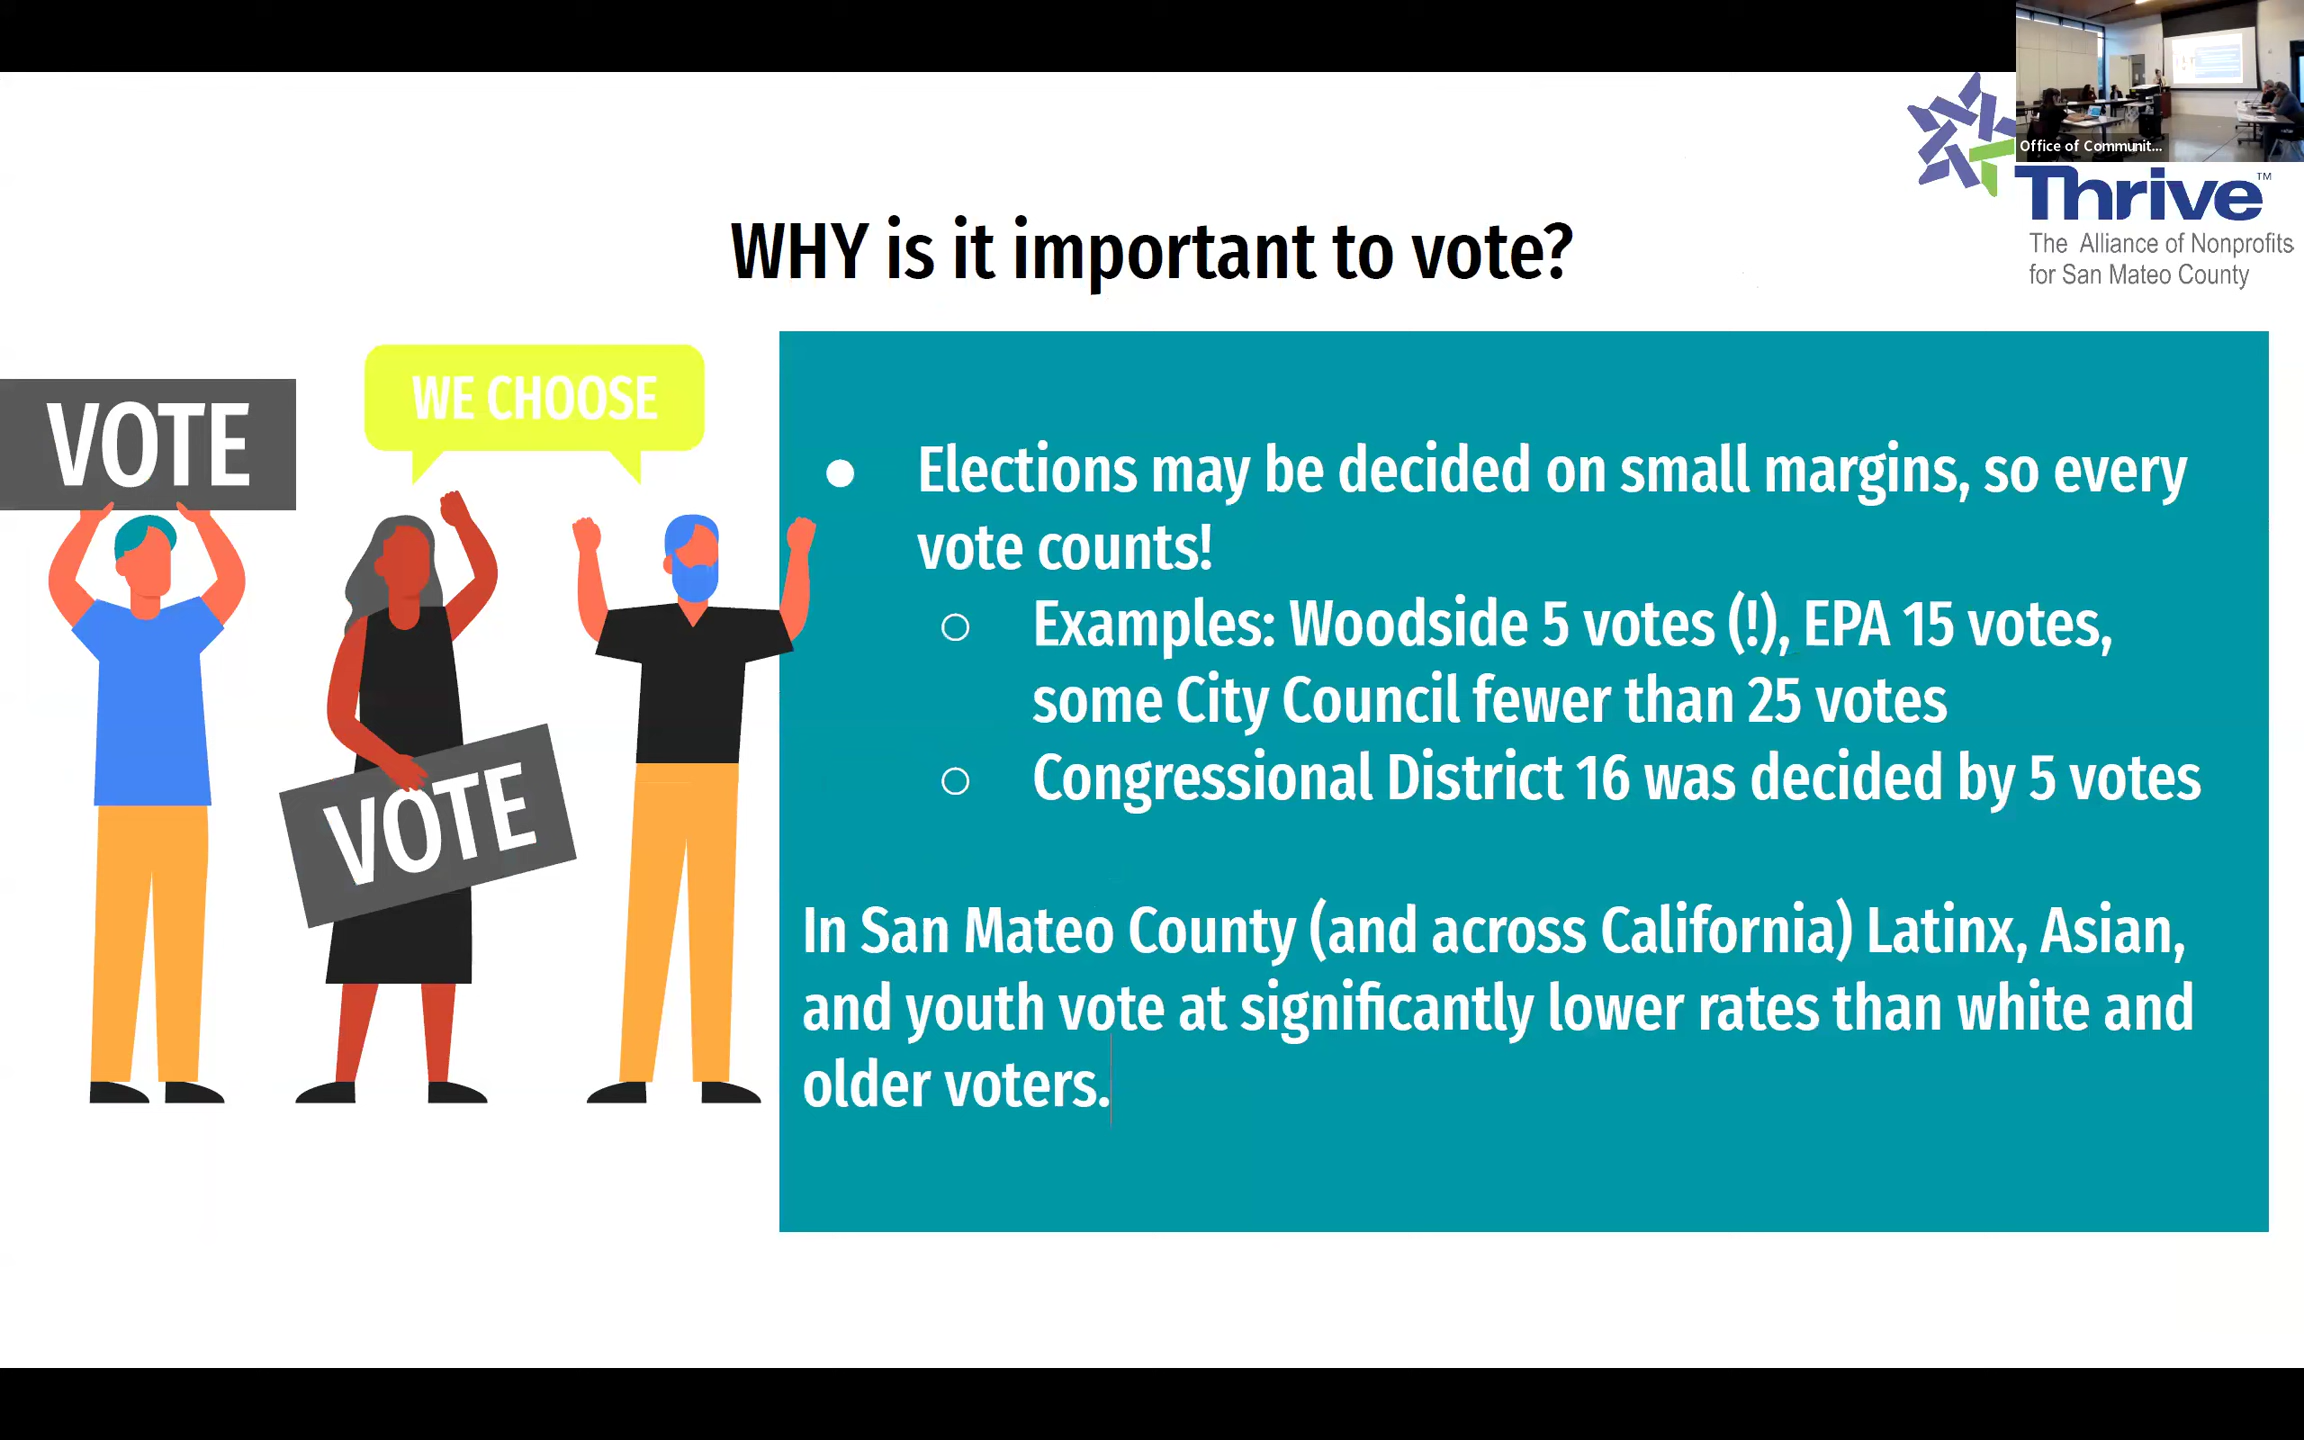 Office of Communit...
Thrive™
The Alliance of Nonprofits
for San Mateo County
WHY is it important to vote?
VOTE
WE CHOOSE
VOTE
● Elections may be decided on small margins, so every
vote counts!
○ Examples: Woodside 5 votes (!), EPA 15 votes,
some City Council fewer than 25 votes
○ Congressional District 16 was decided by 5 votes
In San Mateo County (and across California) Latinx, Asian,
and youth vote at significantly lower rates than white and
older voters.